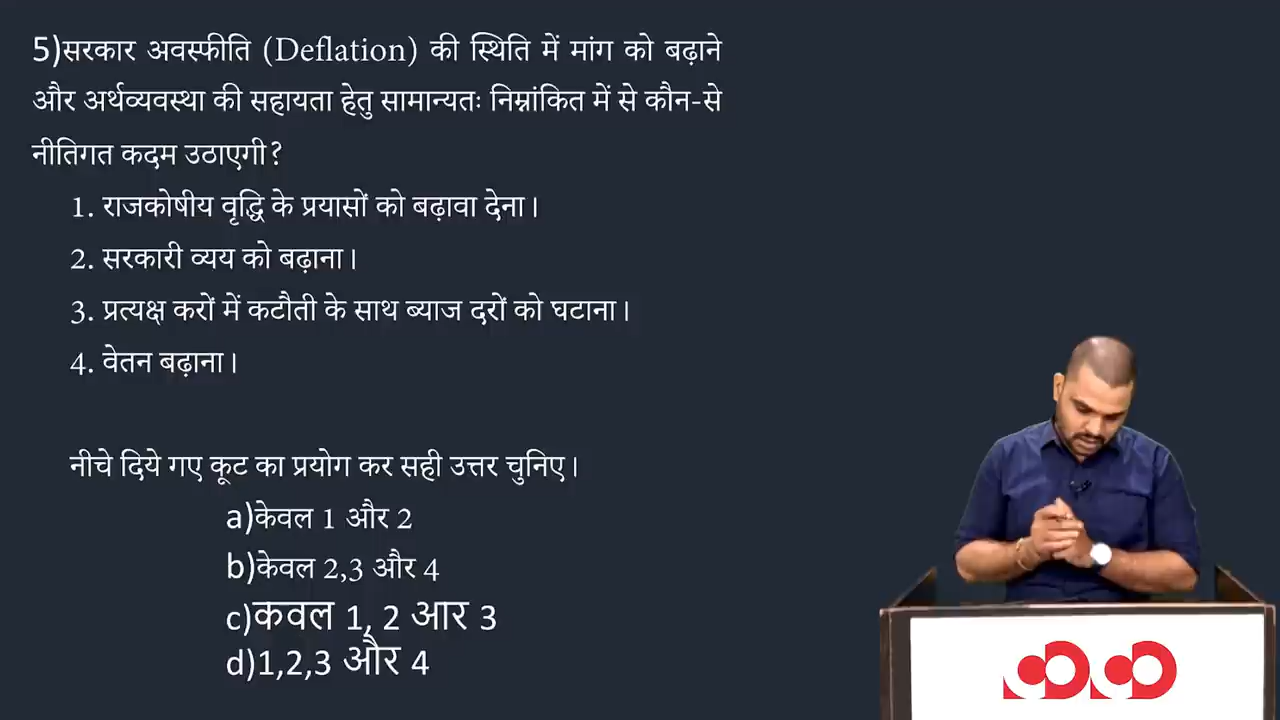 5)सरकार अवस्फीति (Deflation) की स्थिति में मांग को बढ़ाने
और अर्थव्यवस्था की सहायता हेतु सामान्यतः निम्नांकित में से कौन-से
नीतिगत कदम उठाएगी?
1. राजकोषीय वृद्धि के प्रयासों को बढ़ावा देना।
2. सरकारी व्यय को बढ़ाना।
3. प्रत्यक्ष करों में कटौती के साथ ब्याज दरों को घटाना।
4. वेतन बढ़ाना।
नीचे दिये गए कूट का प्रयोग कर सही उत्तर चुनिए।
a)केवल 1 और 2
b)केवल 2,3 और 4
c)कवल 1, 2 आर 3
d)1,2,3 और 4